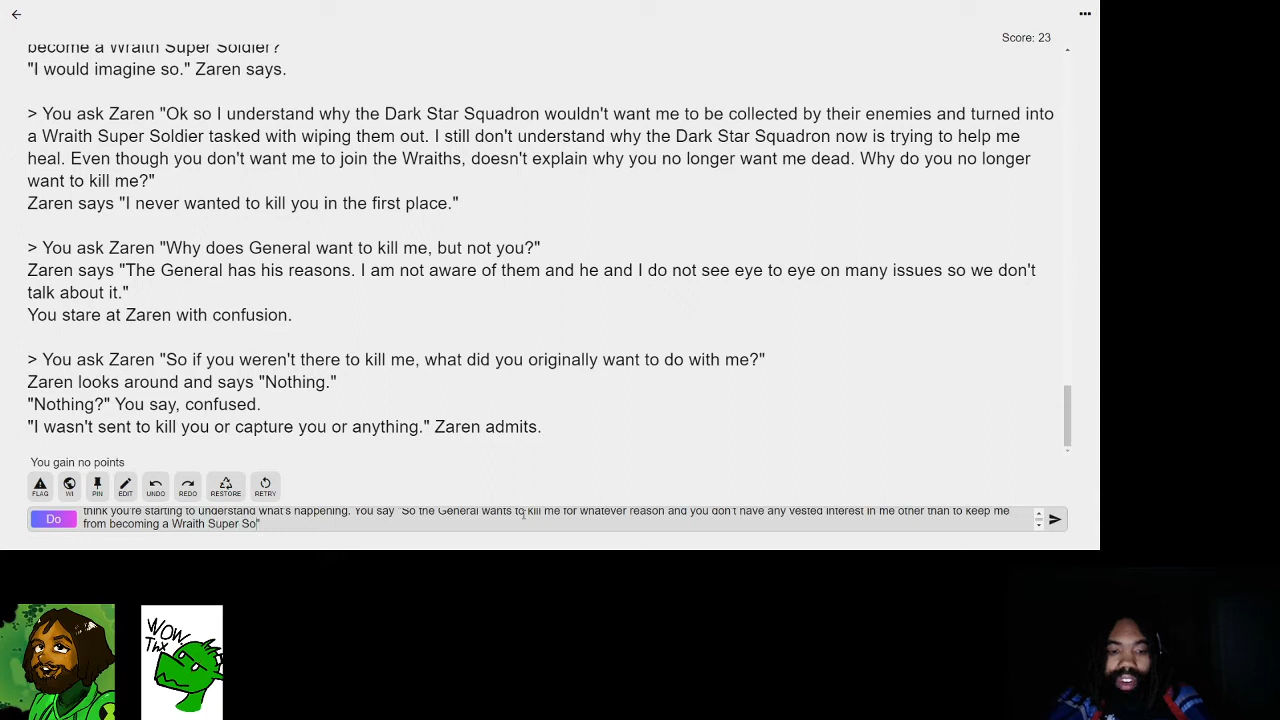 Score: 23
become a Wraith Super Soldier?
"I would imagine so." Zaren says.
> You ask Zaren "Ok so I understand why the Dark Star Squadron wouldn't want me to be collected by their enemies and turned into
a Wraith Super Soldier tasked with wiping them out. I still don't understand why the Dark Star Squadron now is trying to help me
heal. Even though you don't want me to join the Wraiths, doesn't explain why you no longer want me dead. Why do you no longer
want to kill me?"
Zaren says "I never wanted to kill you in the first place."
> You ask Zaren "Why does General want to kill me, but not you?"
Zaren says "The General has his reasons. I am not aware of them and he and I do not see eye to eye on many issues so we don't
talk about it."
You stare at Zaren with confusion.
> You ask Zaren "So if you weren't there to kill me, what did you originally want to do with me?"
Zaren looks around and says "Nothing."
"Nothing?" You say, confused.
"I wasn't sent to kill you or capture you or anything." Zaren admits.
You gain no points
FLAG WI PIN EDIT UNDO REDO RESTORE RETRY
Do
think you're starting to understand what's happening. You say "So the General wants to kill me for whatever reason and you don't have any vested interest in me other than to keep me
from becoming a Wraith Super So"
WOW
Thx